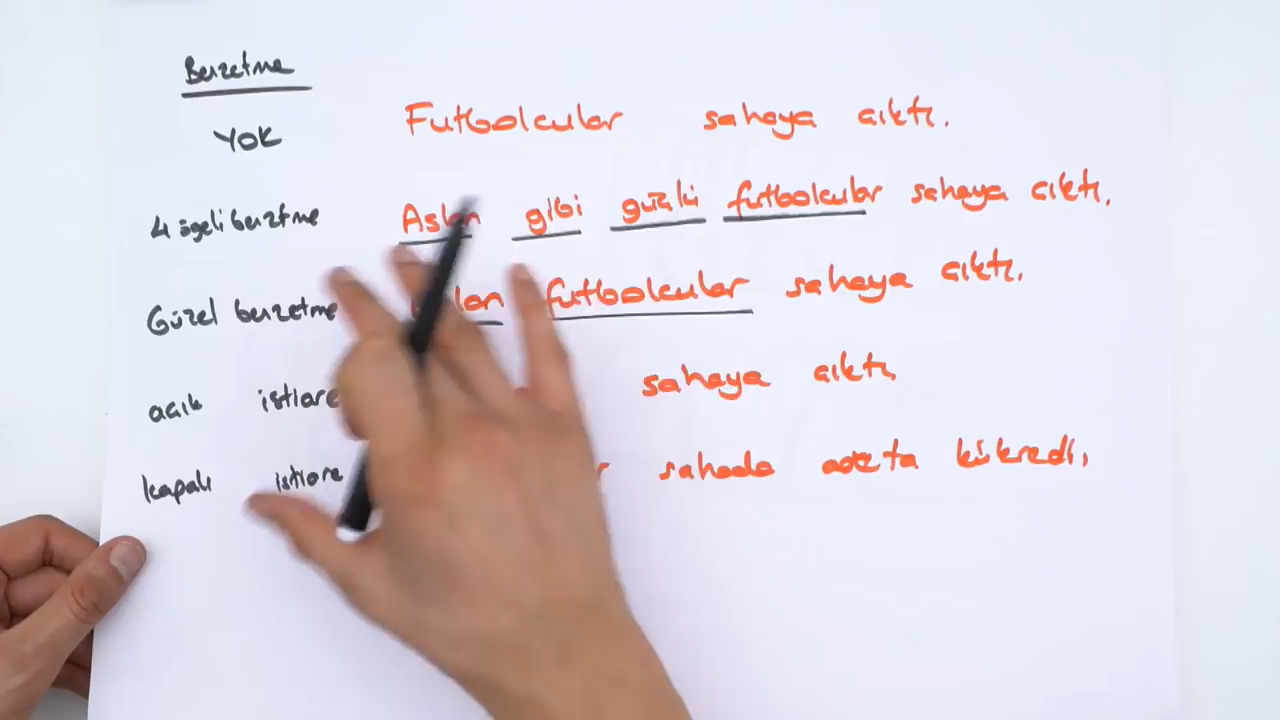 Benzetme
YOK Futbolcular sahaya çıktı.
4 ögeli benzetme Aslan gibi güçlü futbolcular sahaya çıktı.
Güzel benzetme futbolcular sahaya çıktı.
açık istiare sahaya çıktı,
kapalı istiare sahada adeta kükredi,